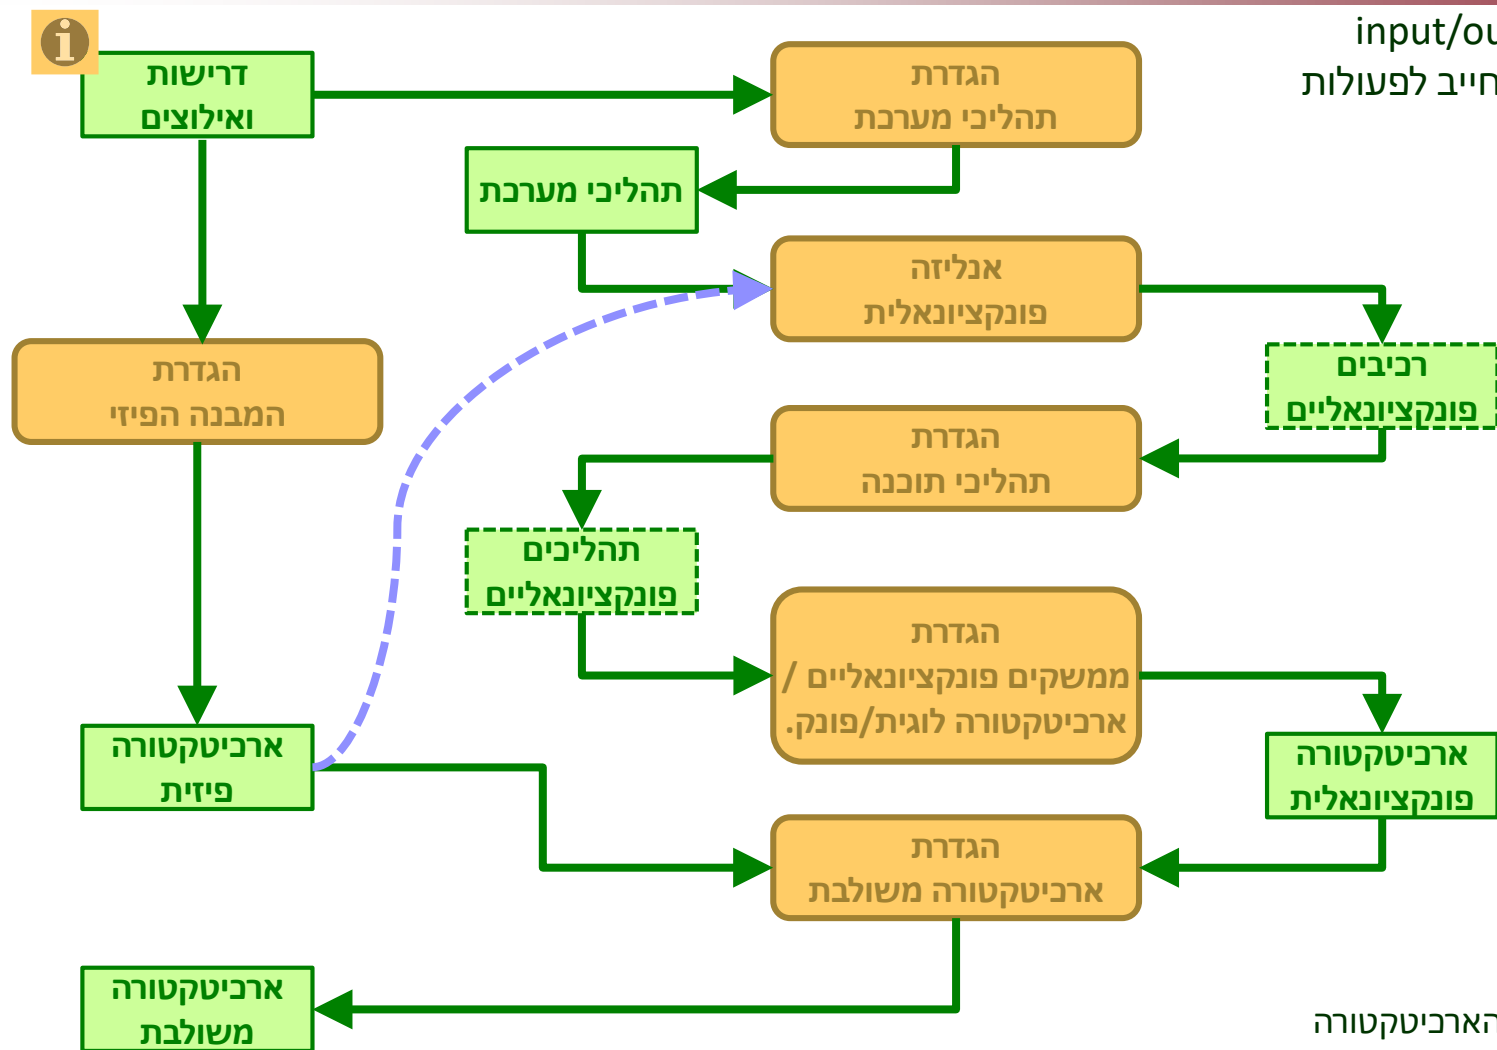 input/ou
חייב לפעולות
דרישות
ואילוצים
הגדרת
תהליכי מערכת
תהליכי מערכת
אנליזה
פונקציונאלית
הגדרת
המבנה הפיזי
רכיבים
פונקציונאליים
הגדרת
תהליכי תוכנה
תהליכים
פונקציונאליים
הגדרת
ממשקים פונקציונאליים /
ארכיטקטורה לוגית/פונק.
ארכיטקטורה
פיזית
ארכיטקטורה
פונקציונאלית
הגדרת
ארכיטקטורה משולבת
ארכיטקטורה
משולבת
הארכיטקטורה